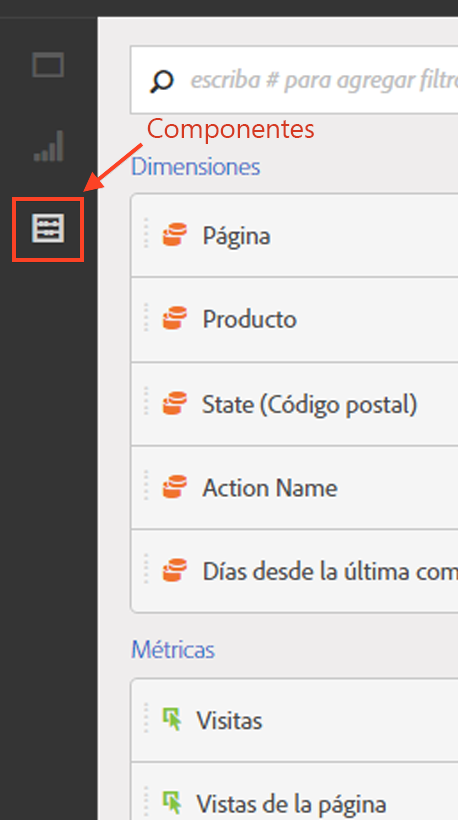 escriba # para agregar filtro
Componentes
Dimensiones
Página
Producto
State (Código postal)
Action Name
Días desde la última com
Métricas
Visitas
Vistas de la página